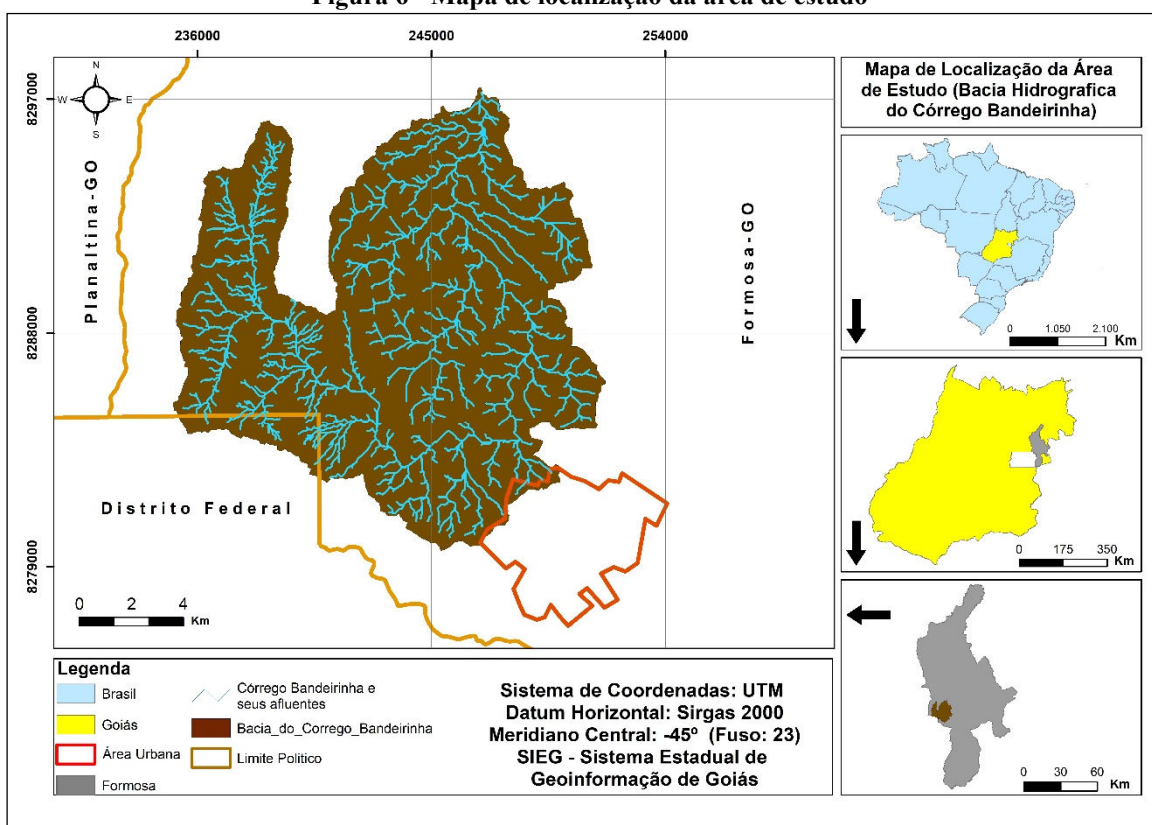 Figura 6 - Mapa de localização da área de estudo
236000 245000 254000
8297000
8288000
8279000
N
W E
S
Planaltina-GO
Formosa-GO
Distrito Federal
0 2 4
Km
Mapa de Localização da Área
de Estudo (Bacia Hidrografica
do Córrego Bandeirinha)
0 1.050 2.100
Km
0 175 350
Km
0 30 60
Km
Legenda
Brasil
Goiás
Área Urbana
Formosa
Córrego Bandeirinha e
seus afluentes
Bacia_do_Corrego_Bandeirinha
Limite Politico
Sistema de Coordenadas: UTM
Datum Horizontal: Sirgas 2000
Meridiano Central: -45º (Fuso: 23)
SIEG - Sistema Estadual de
Geoinformação de Goiás